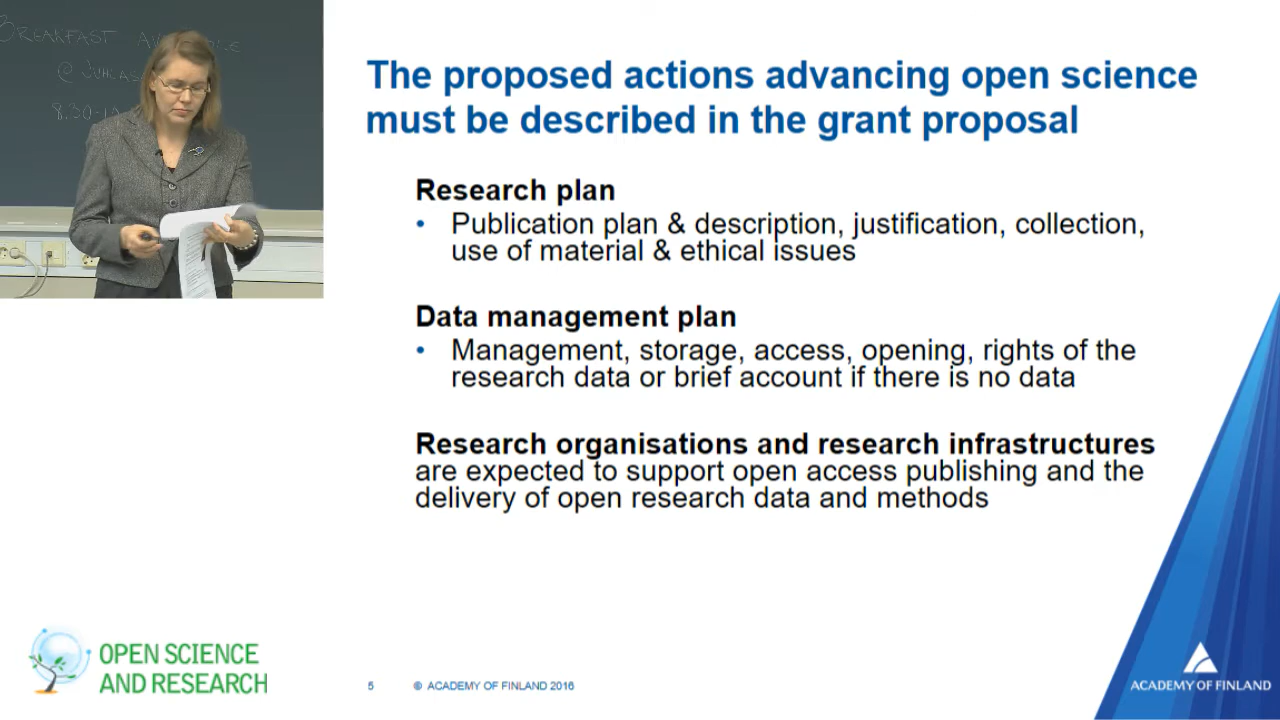 BREAKFAST
@
8.30-10
The proposed actions advancing open science
must be described in the grant proposal
Research plan
• Publication plan & description, justification, collection,
use of material & ethical issues
Data management plan
• Management, storage, access, opening, rights of the
research data or brief account if there is no data
Research organisations and research infrastructures
are expected to support open access publishing and the
delivery of open research data and methods
OPEN SCIENCE
AND RESEARCH
5 © ACADEMY OF FINLAND 2016
ACADEMY OF FINLAND